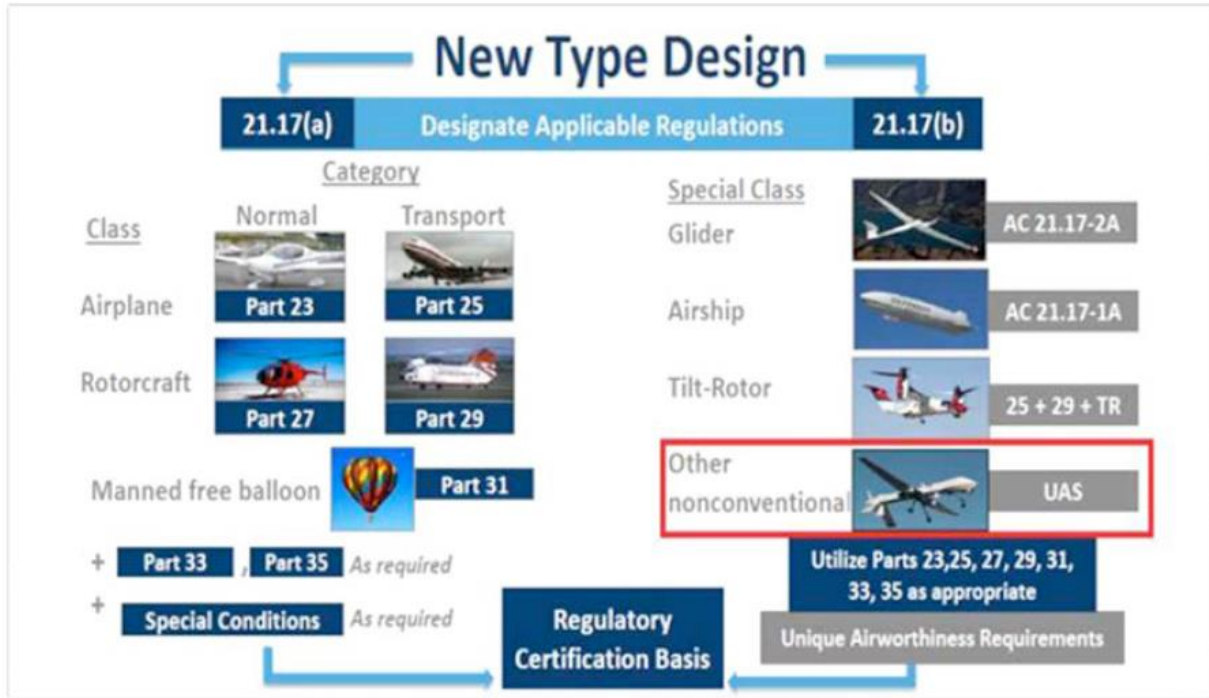 New Type Design
21.17(a)
Designate Applicable Regulations
21.17(b)
Category
Class
Normal
Transport
Airplane
Part 23
Part 25
Rotorcraft
Part 27
Part 29
Manned free balloon
Part 31
+ Part 33 , Part 35 As required
+ Special Conditions As required
Special Class
Glider
AC 21.17-2A
Airship
AC 21.17-1A
Tilt-Rotor
25 + 29 + TR
Other
nonconventional
UAS
Utilize Parts 23,25, 27, 29, 31,
33, 35 as appropriate
Unique Airworthiness Requirements
Regulatory
Certification Basis